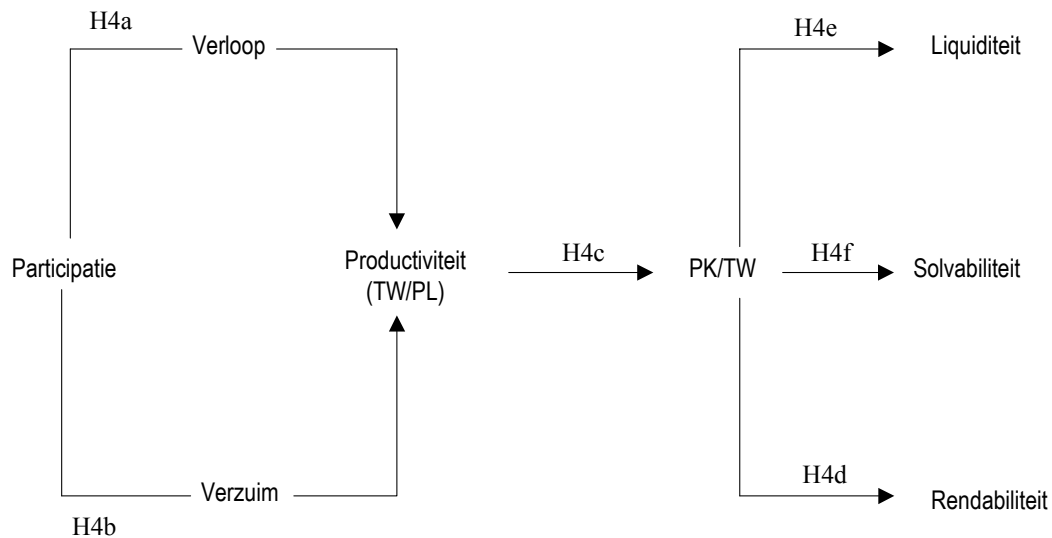 H4a
Verloop
H4e
Liquiditeit
Participatie
Productiviteit
(TW/PL)
H4c
PK/TW
H4f
Solvabiliteit
Verzuim
H4b
H4d
Rendabiliteit